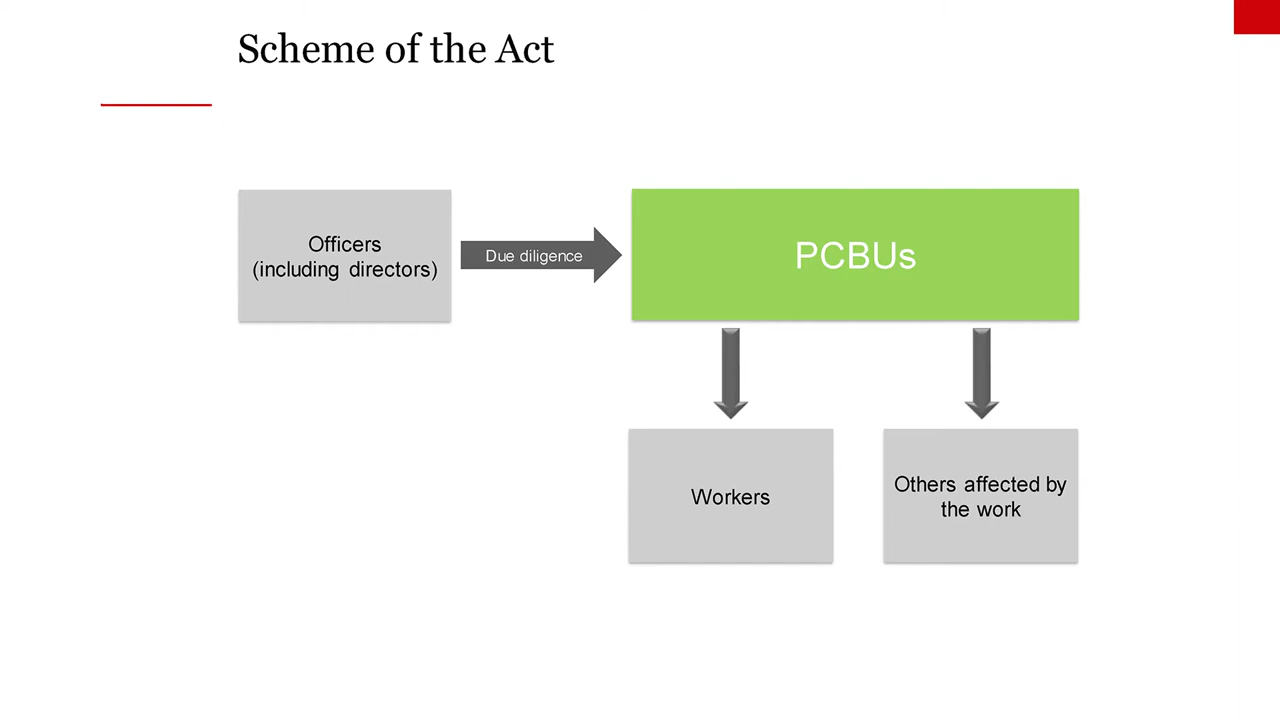 Scheme of the Act
Officers
(including directors)
Due diligence
PCBUs
Workers
Others affected by
the work